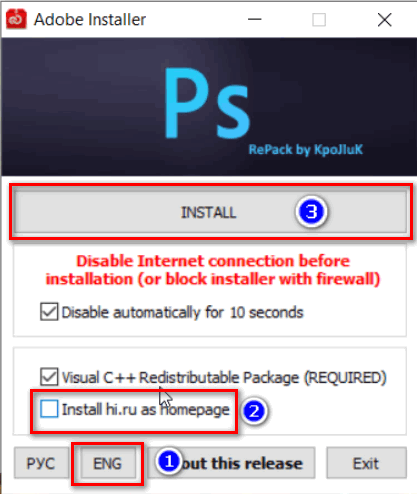 Adobe Installer
Ps
RePack by KpoJIuK
INSTALL
3
Disable Internet connection before
installation (or block installer with firewall)
Disable automatically for 10 seconds
Visual C++ Redistributable Package (REQUIRED)
Install hi.ru as homepage
2
РУС
ENG
1
out this release
Exit